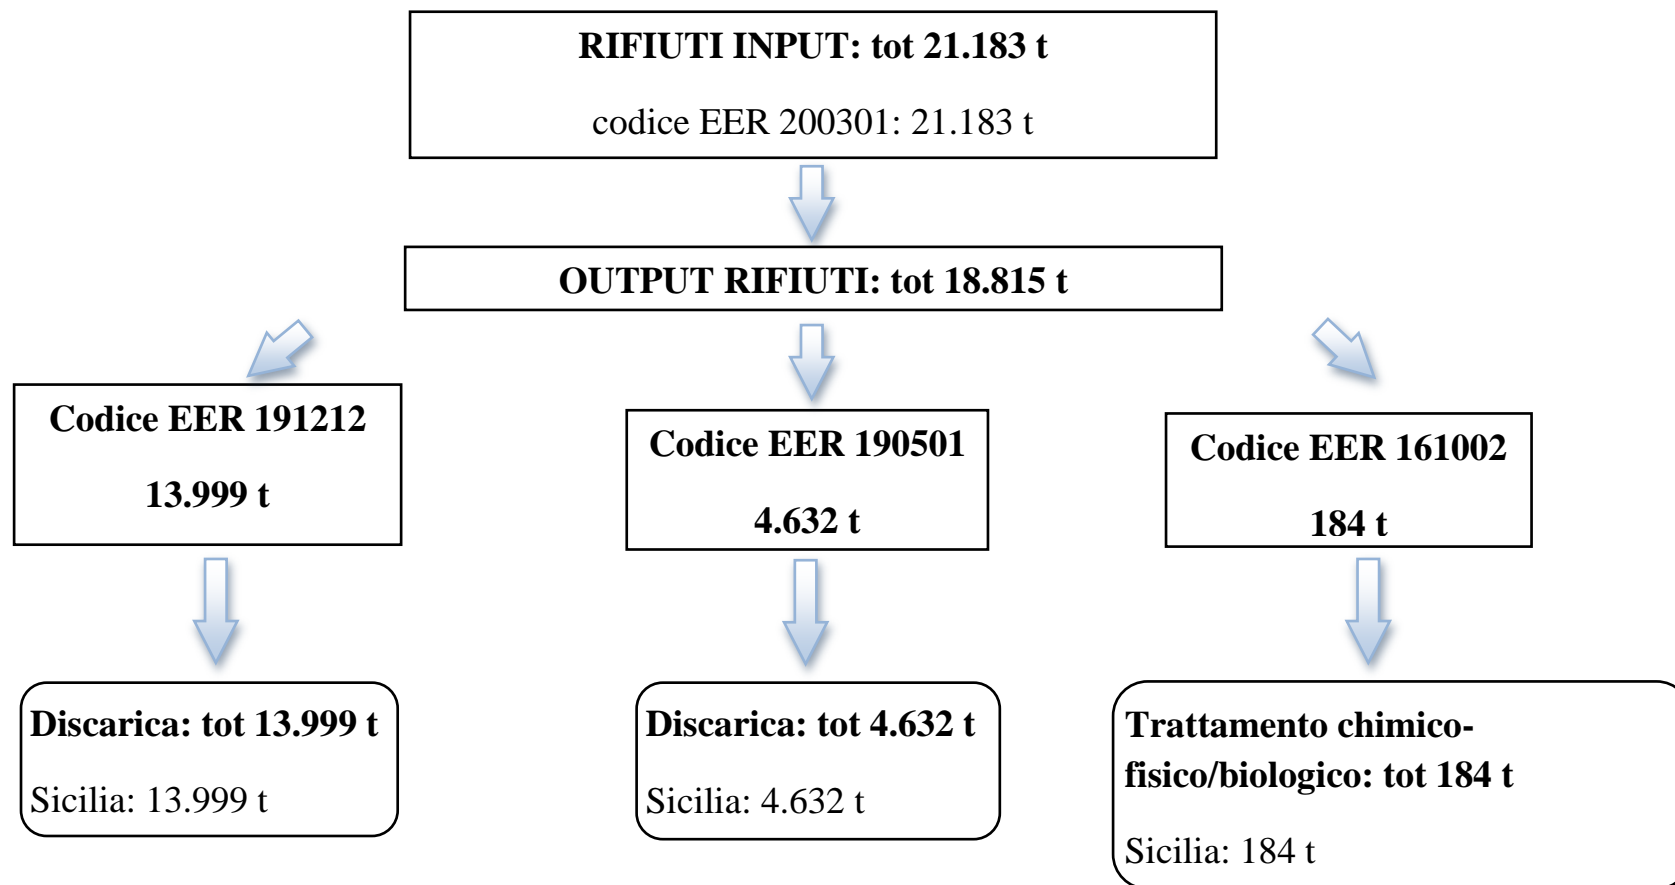 RIFIUTI INPUT: tot 21.183 t
codice EER 200301: 21.183 t
OUTPUT RIFIUTI: tot 18.815 t
Codice EER 191212
13.999 t
Codice EER 190501
4.632 t
Codice EER 161002
184 t
Discarica: tot 13.999 t
Sicilia: 13.999 t
Discarica: tot 4.632 t
Sicilia: 4.632 t
Trattamento chimico-
fisico/biologico: tot 184 t
Sicilia: 184 t